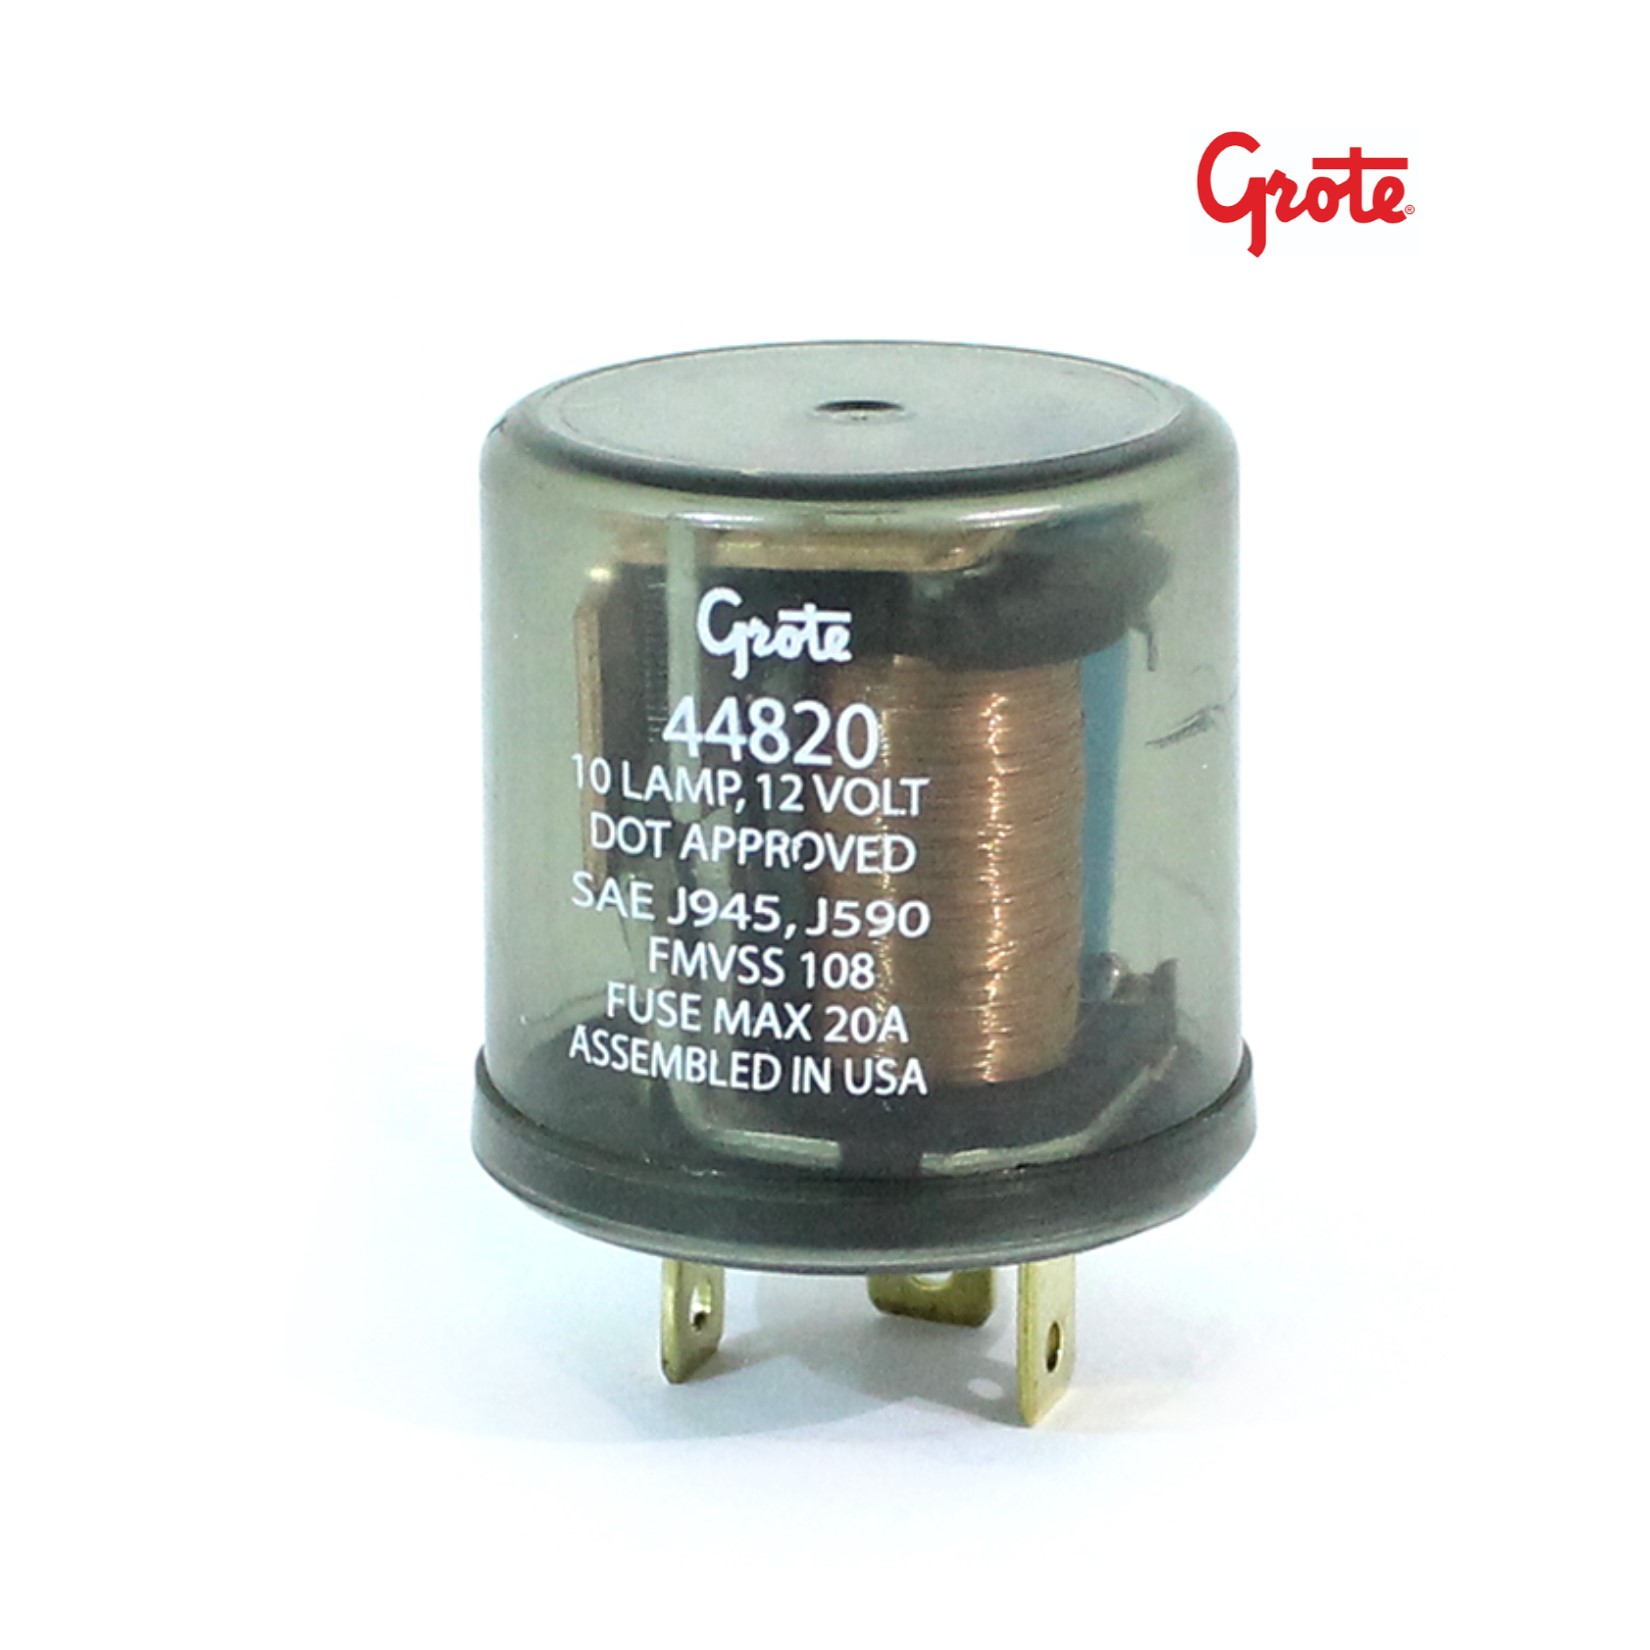 Grote®
Grote
44820
10 LAMP, 12 VOLT
DOT APPROVED
SAE J945, J590
FMVSS 108
FUSE MAX 20A
ASSEMBLED IN USA